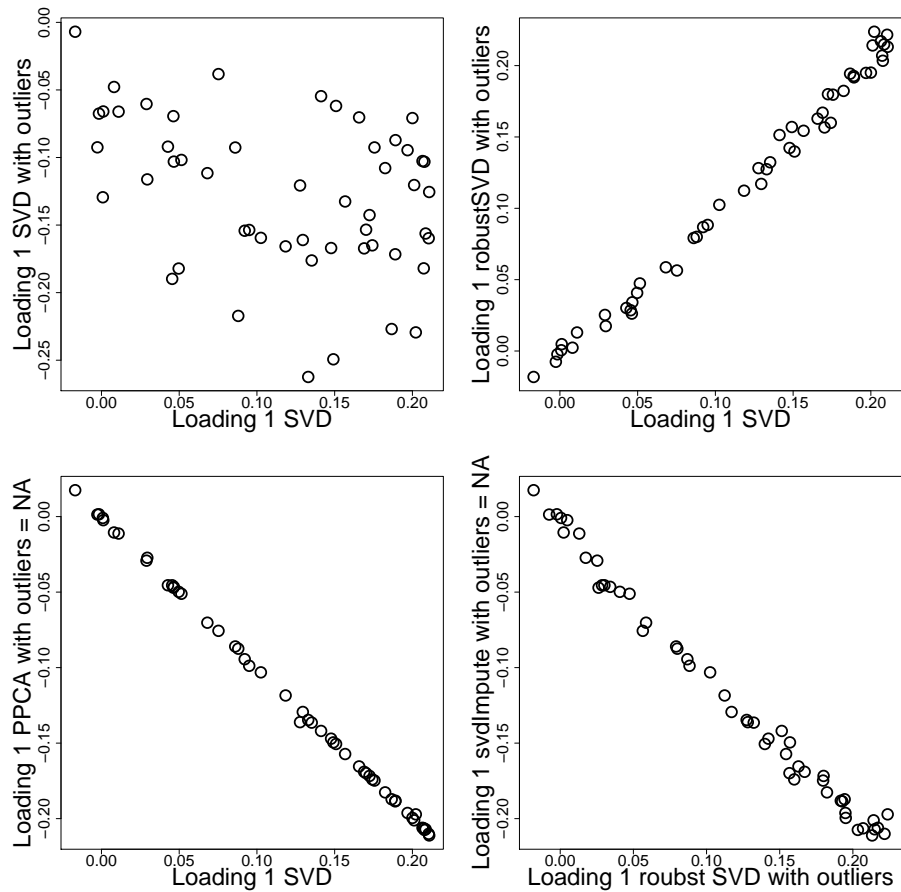 Loading 1 SVD with outliers
0.00
−0.05
−0.10
−0.15
−0.20
−0.25
0.00 0.05 0.10 0.15 0.20
Loading 1 SVD
Loading 1 robustSVD with outliers
0.20
0.15
0.10
0.05
0.00
0.00 0.05 0.10 0.15 0.20
Loading 1 SVD
Loading 1 PPCA with outliers = NA
0.00
−0.05
−0.10
−0.15
−0.20
0.00 0.05 0.10 0.15 0.20
Loading 1 SVD
Loading 1 svdImpute with outliers = NA
0.00
−0.05
−0.10
−0.15
−0.20
0.00 0.05 0.10 0.15 0.20
Loading 1 roubst SVD with outliers